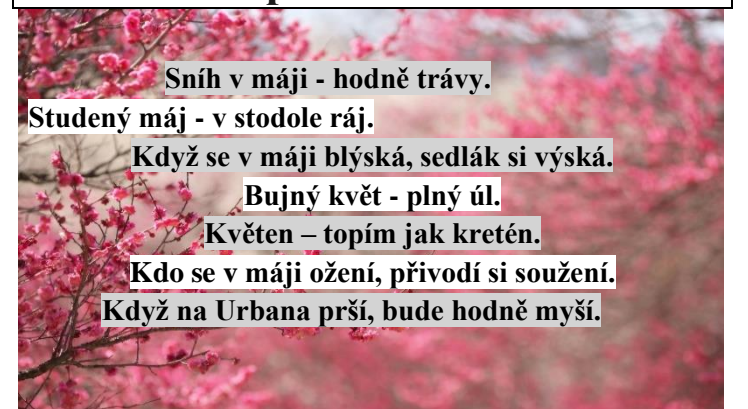 Sníh v máji - hodně trávy.
Studený máj - v stodole ráj.
Když se v máji blýská, sedlák si výská.
Bujný květ - plný úl.
Květen – topím jak kretén.
Kdo se v máji ožení, přivodí si soužení.
Když na Urbana prší, bude hodně myší.